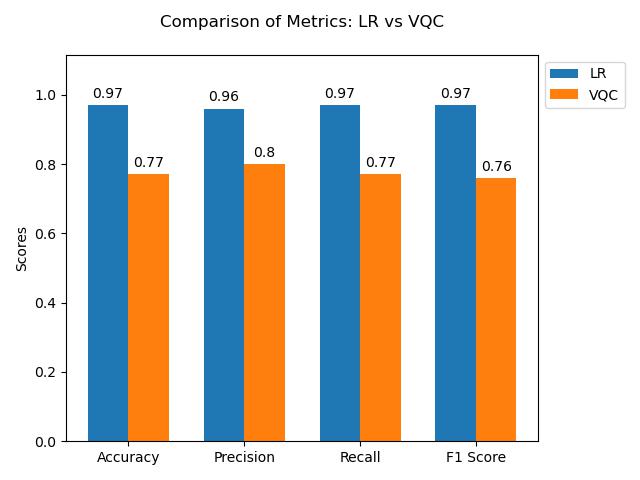 Comparison of Metrics: LR vs VQC
LR
VQC
Scores
1.0
0.8
0.6
0.4
0.2
0.0
0.97
0.77
0.96
0.8
0.97
0.77
0.97
0.76
Accuracy
Precision
Recall
F1 Score